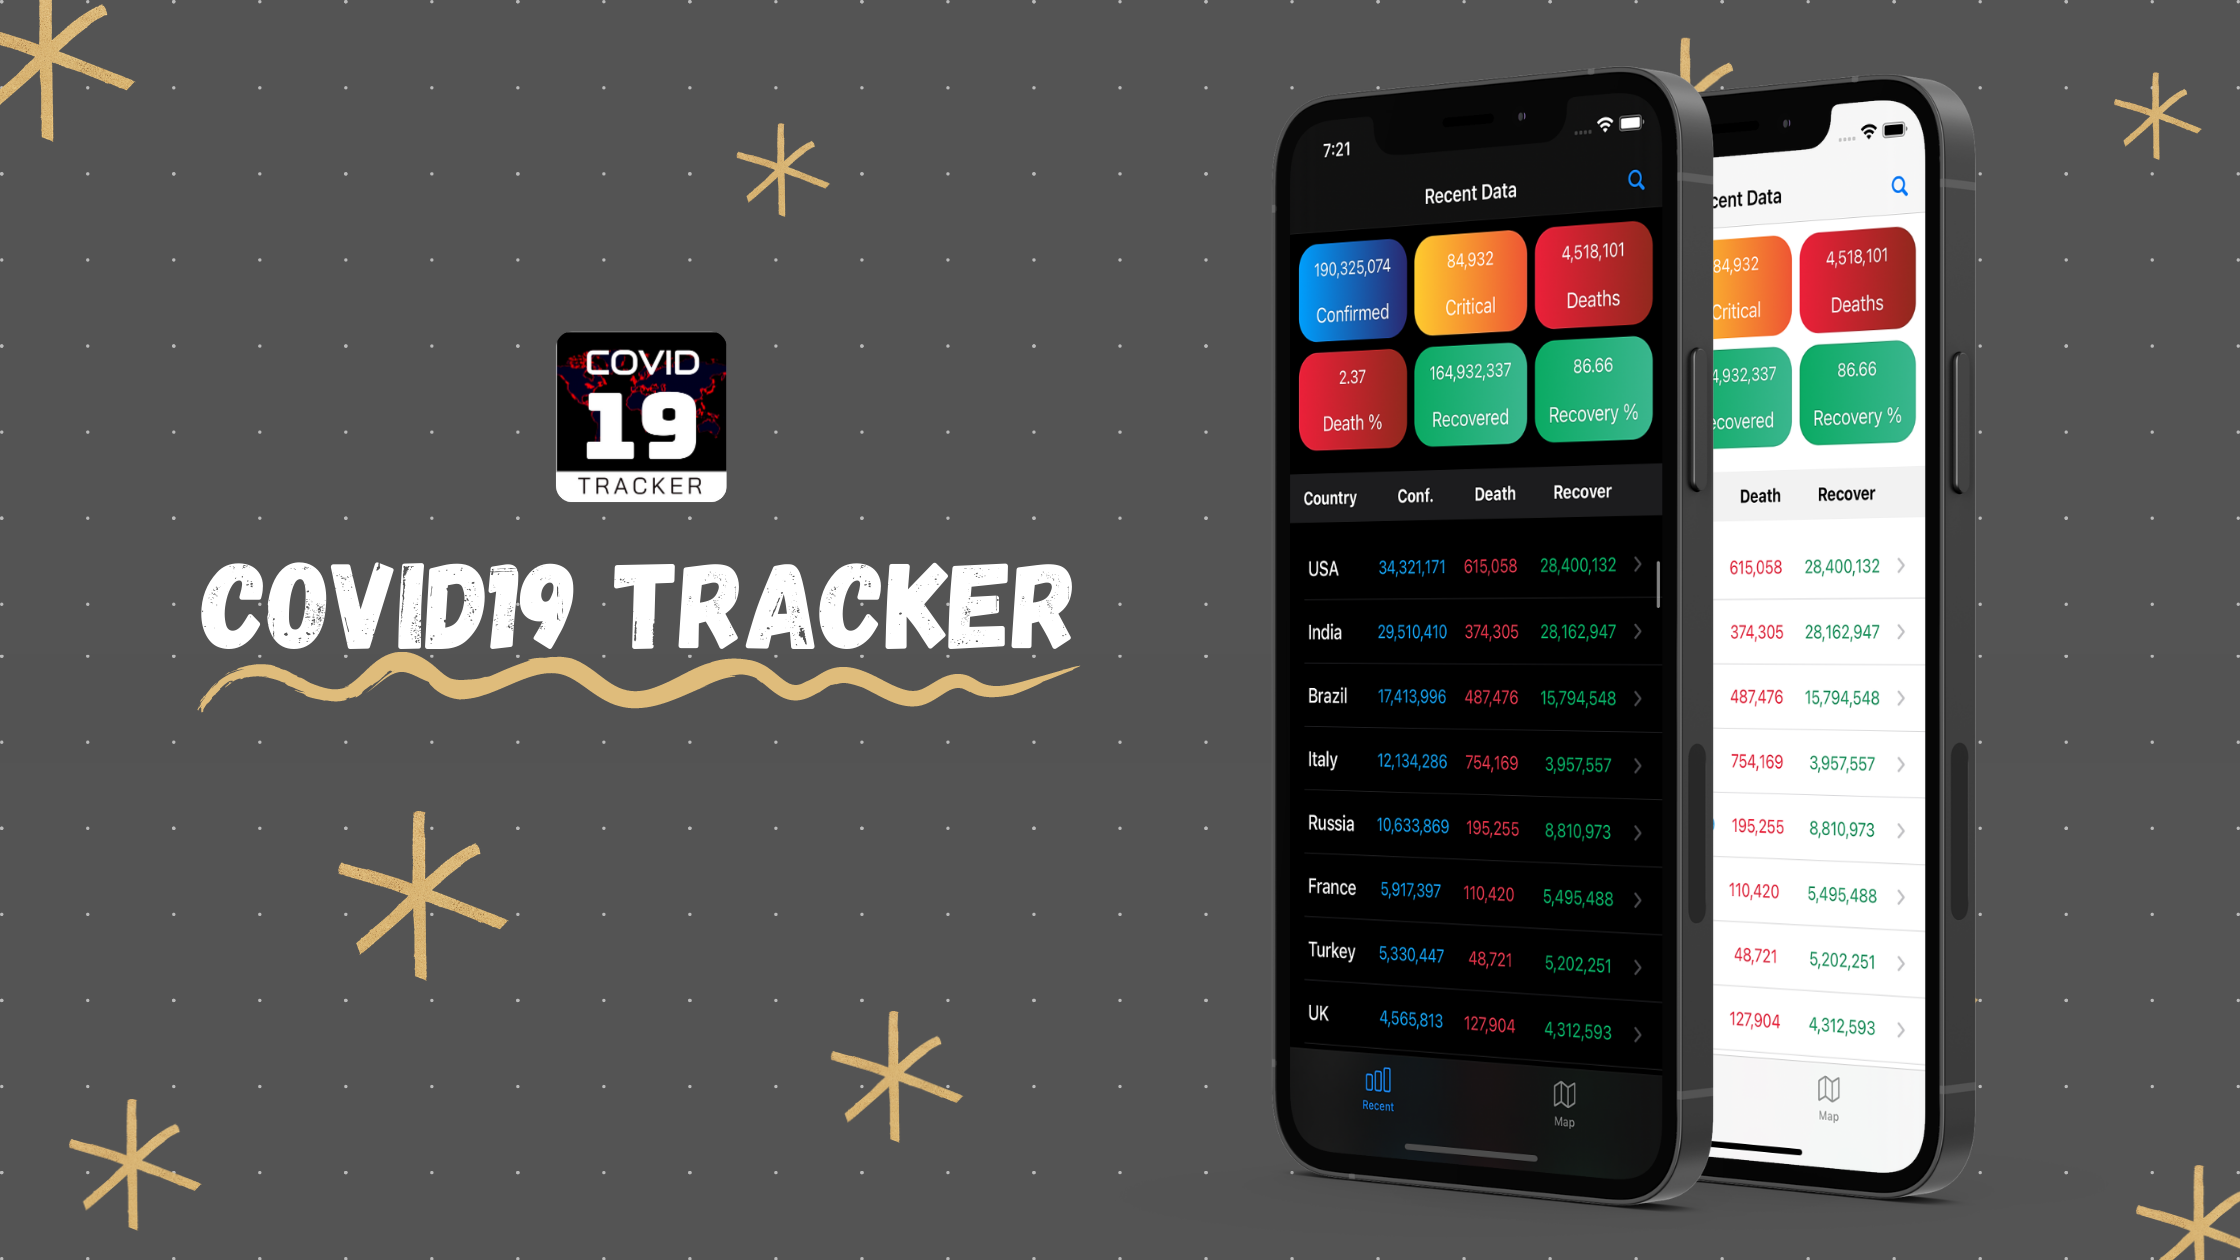 COVID
19
TRACKER
COVID19 TRACKER
7:21
Recent Data
190,325,074
Confirmed
84,932
Critical
4,518,101
Deaths
2.37
Death %
164,932,337
Recovered
86.66
Recovery %
Country Conf. Death Recover
USA 34,321,171 615,058 28,400,132
India 29,510,410 374,305 28,162,947
Brazil 17,413,996 487,476 15,794,548
Italy 12,134,286 754,169 3,957,557
Russia 10,633,869 195,255 8,810,973
France 5,917,397 110,420 5,495,488
Turkey 5,330,447 48,721 5,202,251
UK 4,565,813 127,904 4,312,593
Recent Map
cent Data
84,932
Critical
4,518,101
Deaths
4,932,337
ecovered
86.66
Recovery %
Death Recover
615,058 28,400,132
374,305 28,162,947
487,476 15,794,548
754,169 3,957,557
195,255 8,810,973
110,420 5,495,488
48,721 5,202,251
127,904 4,312,593
Map